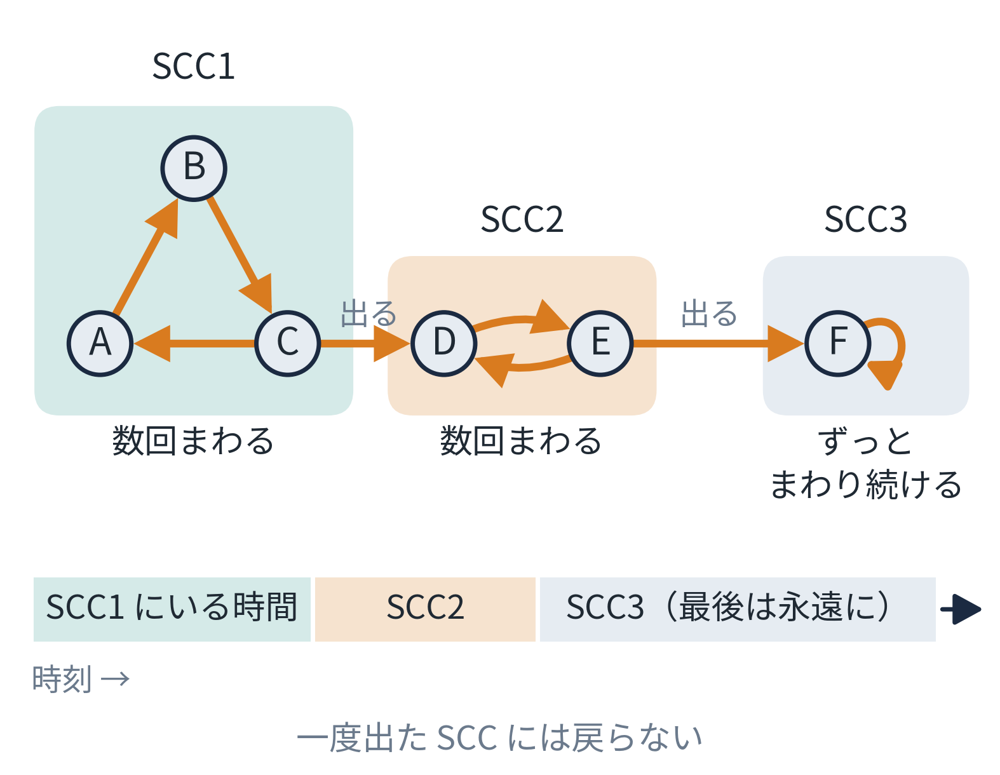 SCC1
B
SCC2
SCC3
出る
出る
A
C
D
E
F
数回まわる
数回まわる
ずっと
まわり続ける
SCC1 にいる時間
SCC2
SCC3（最後は永遠に）
時刻 →
一度出た SCC には戻らない